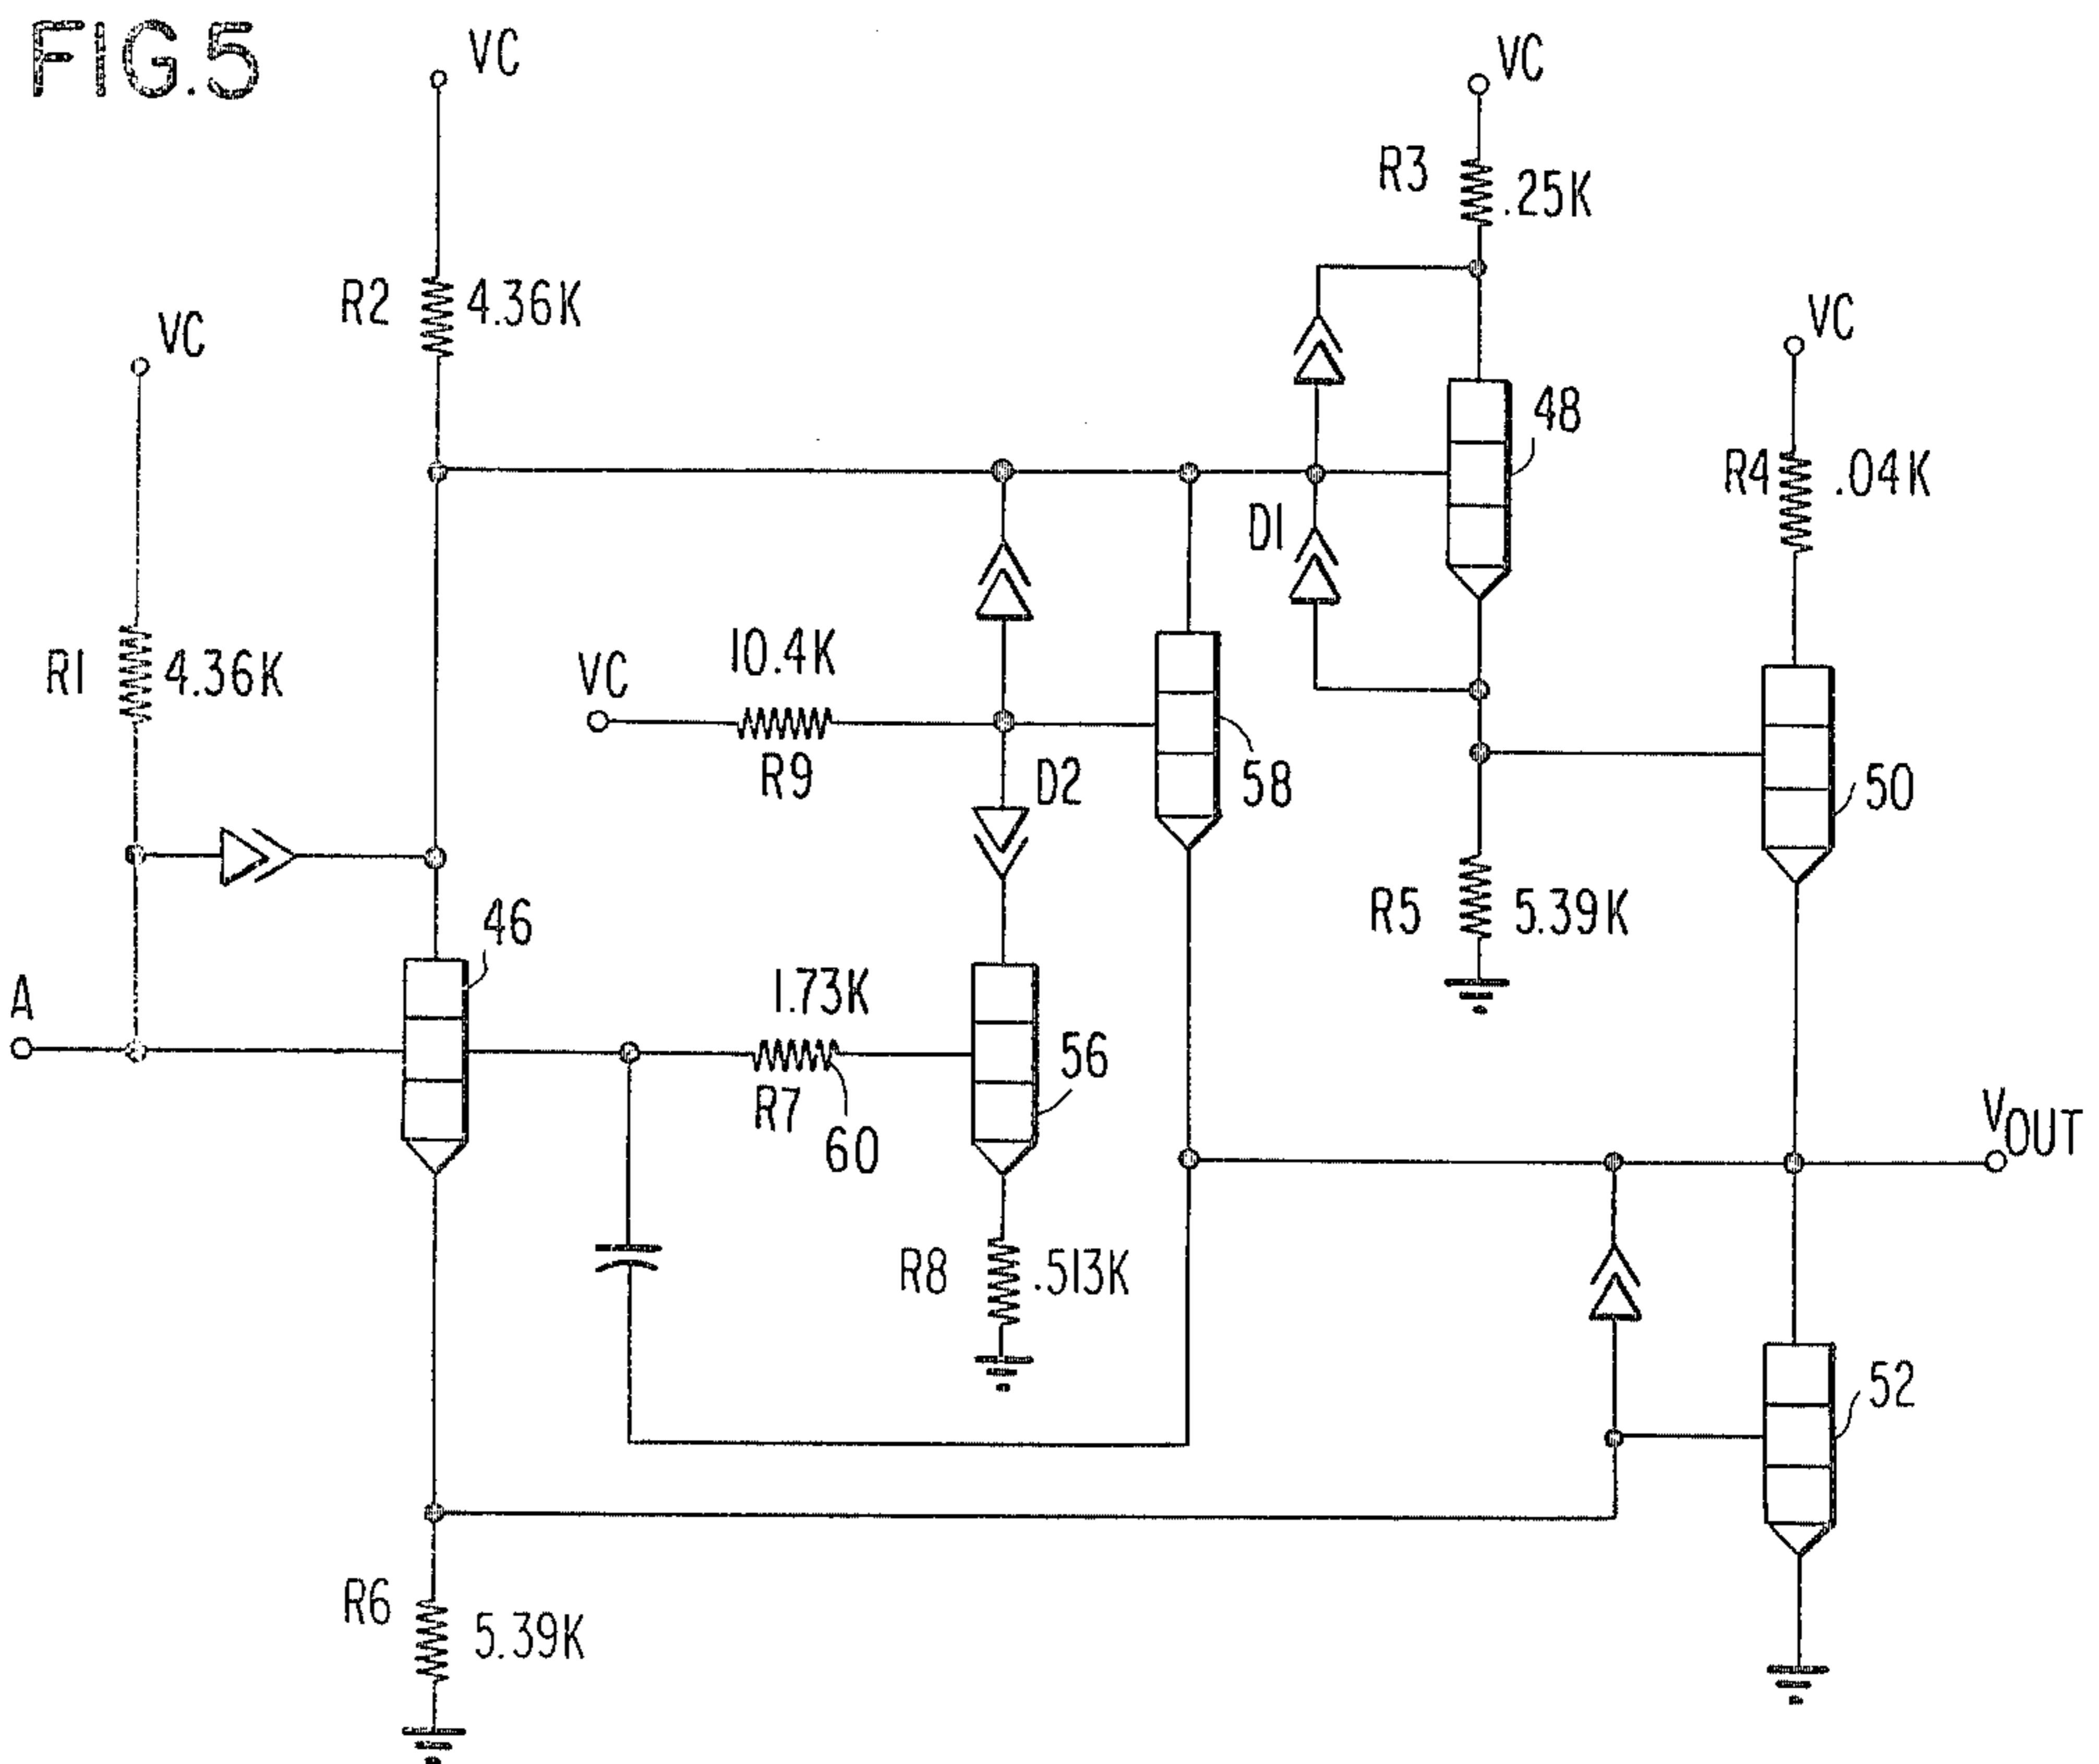 FIG.5
VC
VC
R3
.25K
R2
4.36K
VC
VC
48
R4
.04K
D1
10.4K
R1
4.36K
VC
R9
D2
58
50
46
R5
5.39K
A
1.73K
56
R7
60
VOUT
R8
.513K
52
R6
5.39K